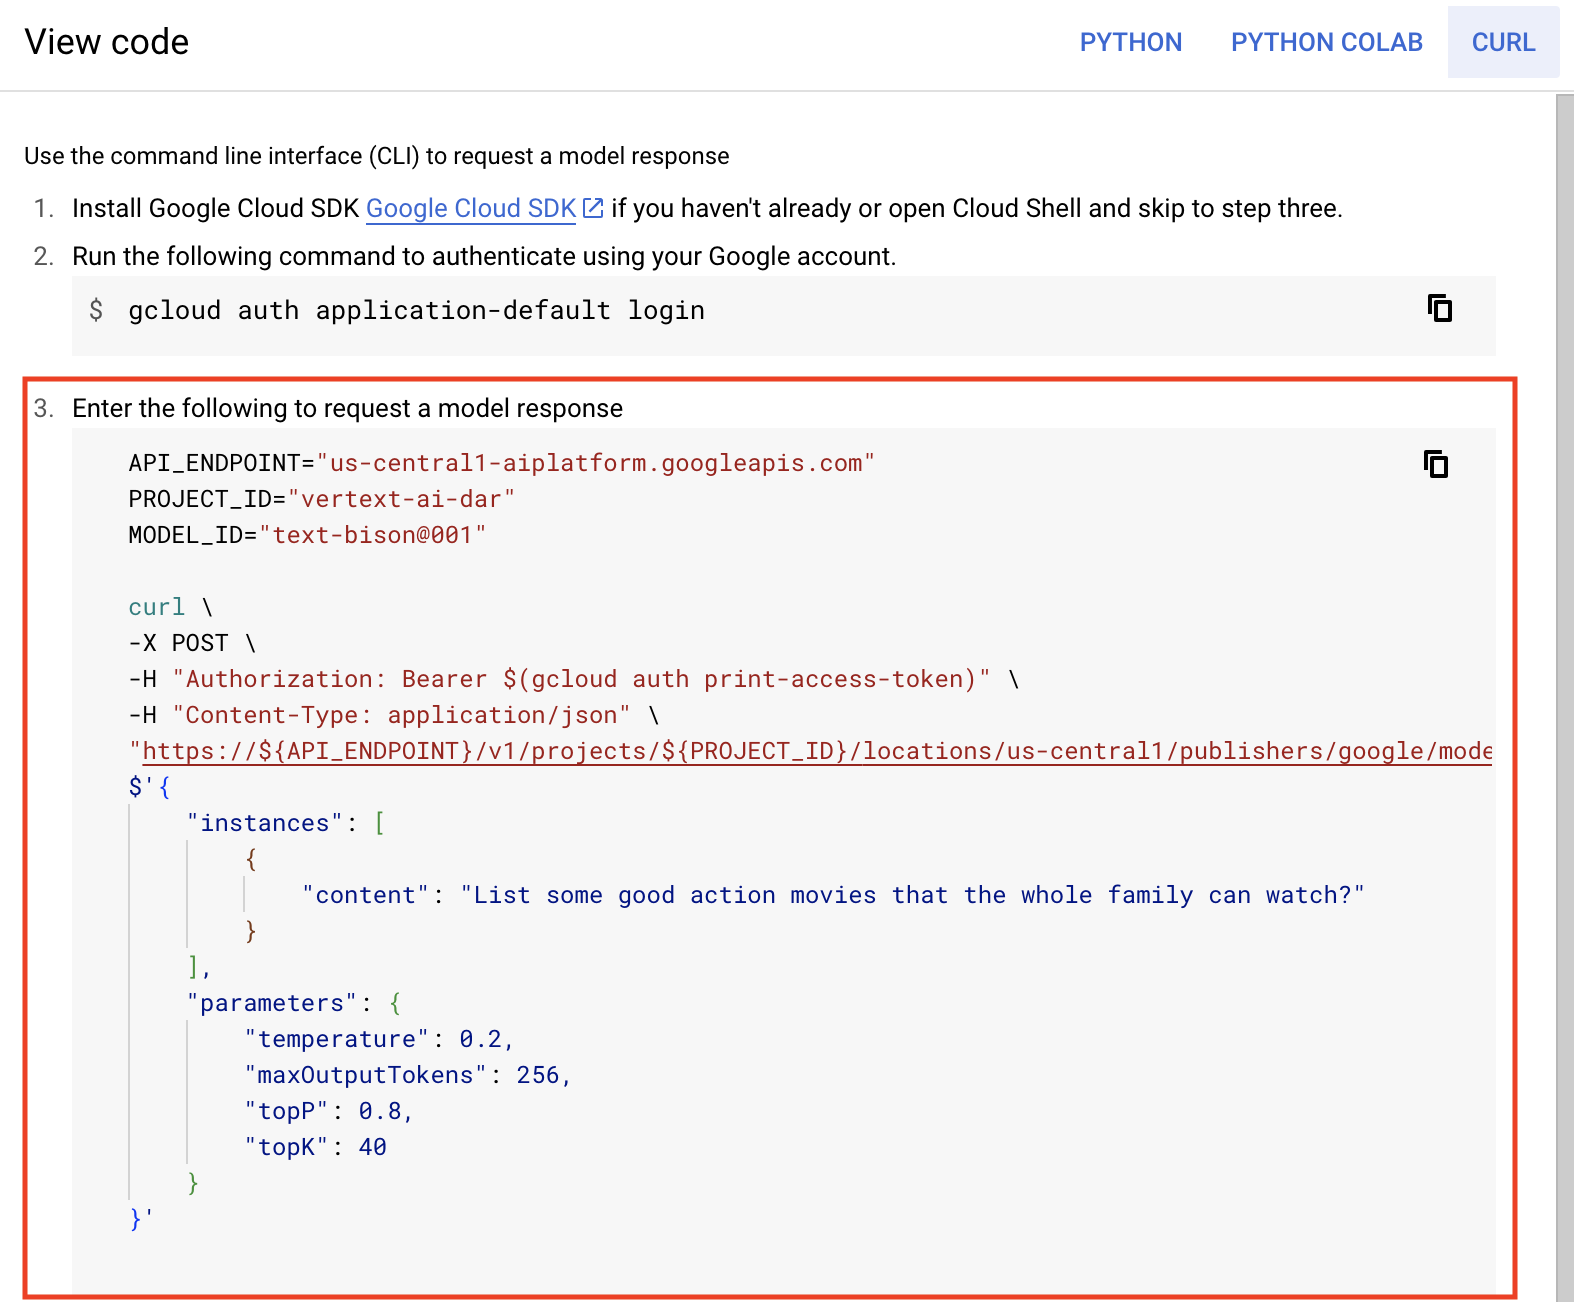 View code
PYTHON
PYTHON COLAB
CURL
Use the command line interface (CLI) to request a model response
1. Install Google Cloud SDK Google Cloud SDK if you haven't already or open Cloud Shell and skip to step three.
2. Run the following command to authenticate using your Google account.
$ gcloud auth application-default login
3. Enter the following to request a model response
API_ENDPOINT="us-central1-aiplatform.googleapis.com"
PROJECT_ID="vertext-ai-dar"
MODEL_ID="text-bison@001"
curl \
-X POST \
-H "Authorization: Bearer $(gcloud auth print-access-token)" \
-H "Content-Type: application/json" \
"https://${API_ENDPOINT}/v1/projects/${PROJECT_ID}/locations/us-central1/publishers/google/mode
$'{
"instances": [
{
"content": "List some good action movies that the whole family can watch?"
}
],
"parameters": {
"temperature": 0.2,
"maxOutputTokens": 256,
"topP": 0.8,
"topK": 40
}
}'